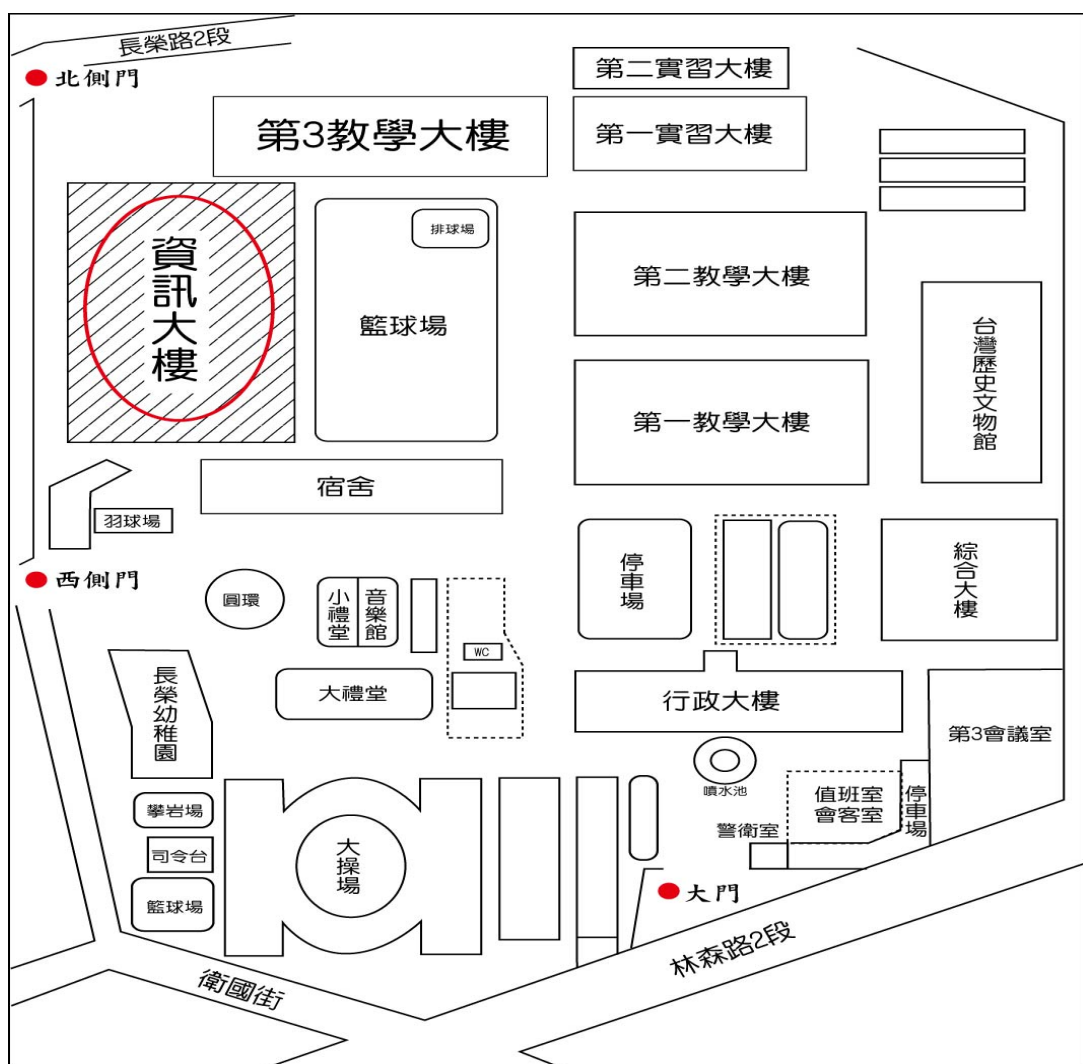 長榮路2段
北側門
第二實習大樓
第3教學大樓
第一實習大樓
資訊大樓
排球場
籃球場
第二教學大樓
台灣歷史文物館
第一教學大樓
宿舍
羽球場
西側門
停車場
綜合大樓
圓環
小禮堂
音樂館
WC
長榮幼稚園
大禮堂
行政大樓
第3會議室
噴水池
值班室
會客室
停車場
攀岩場
警衛室
司令台
大操場
籃球場
大門
林森路2段
衛國街